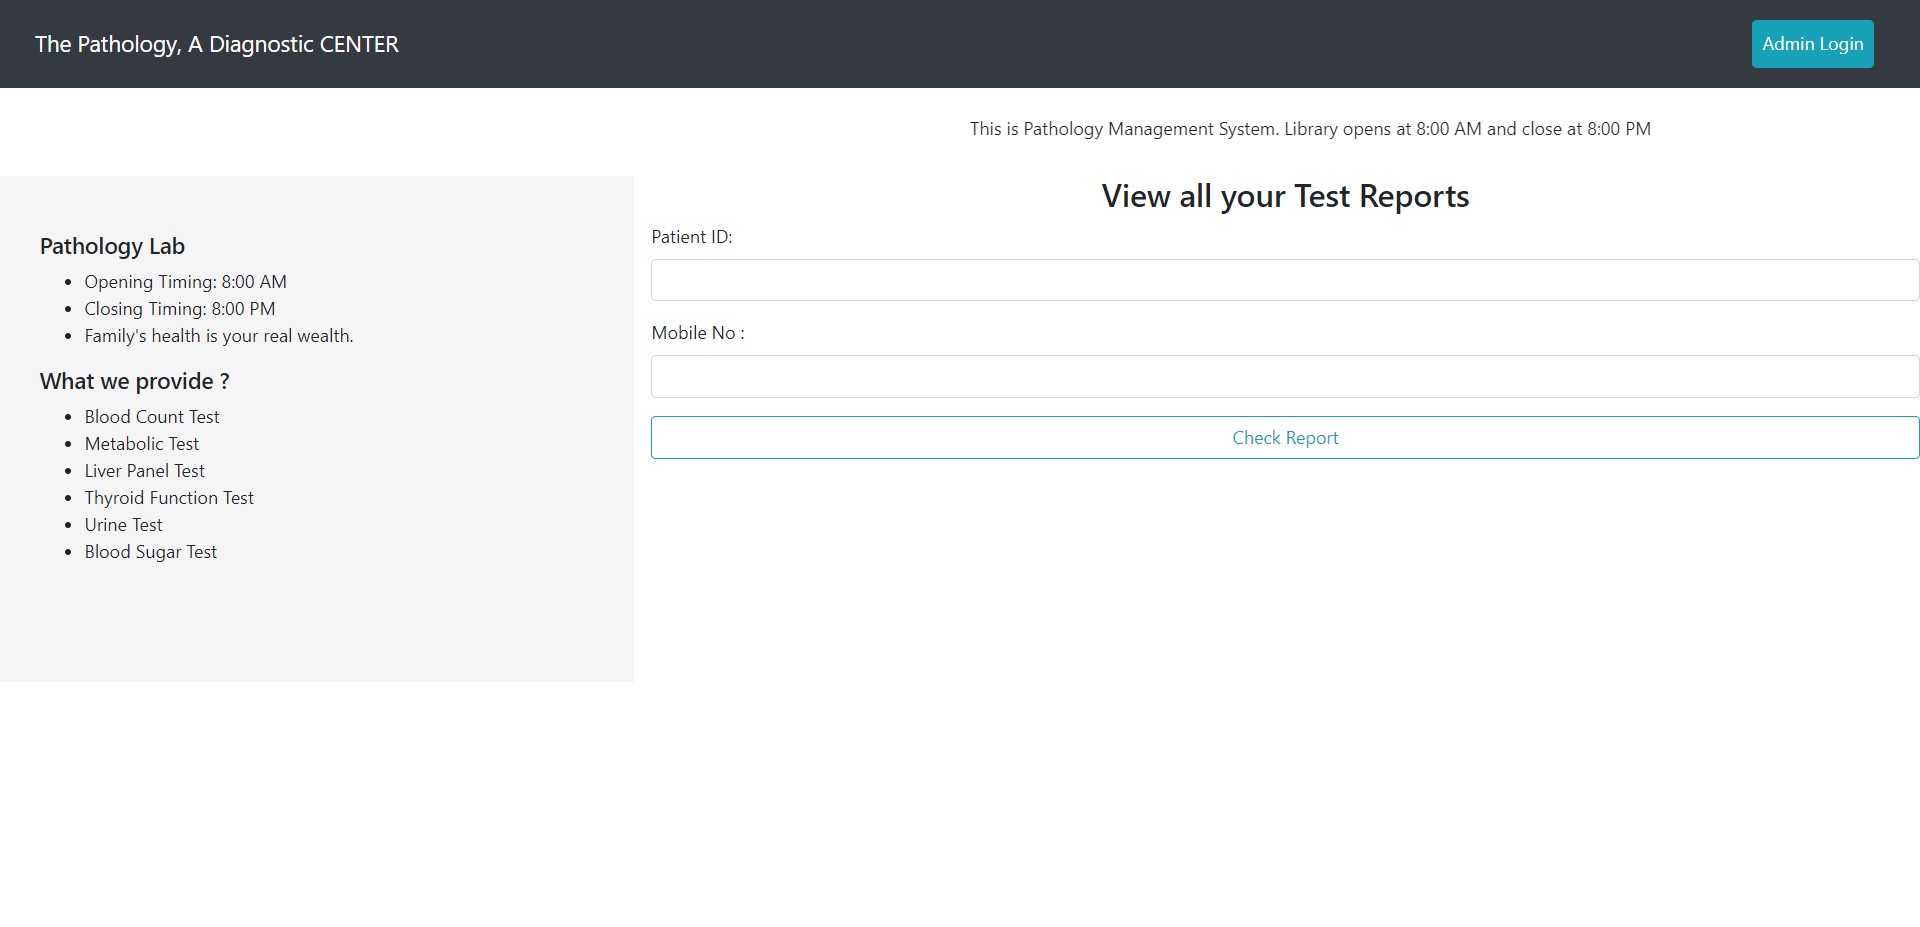 The Pathology, A Diagnostic CENTER
Admin Login
This is Pathology Management System. Library opens at 8:00 AM and close at 8:00 PM
Pathology Lab
Opening Timing: 8:00 AM
Closing Timing: 8:00 PM
Family's health is your real wealth.
What we provide ?
Blood Count Test
Metabolic Test
Liver Panel Test
Thyroid Function Test
Urine Test
Blood Sugar Test
View all your Test Reports
Patient ID:
Mobile No :
Check Report